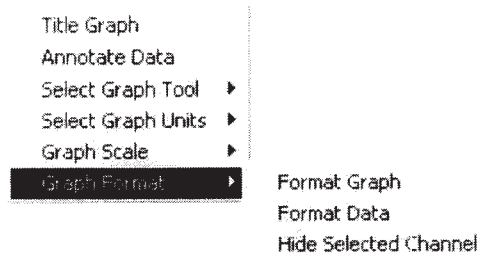 Title Graph
Annotate Data
Select Graph Tool
Select Graph Units
Graph Scale
Graph Format
Format Graph
Format Data
Hide Selected Channel